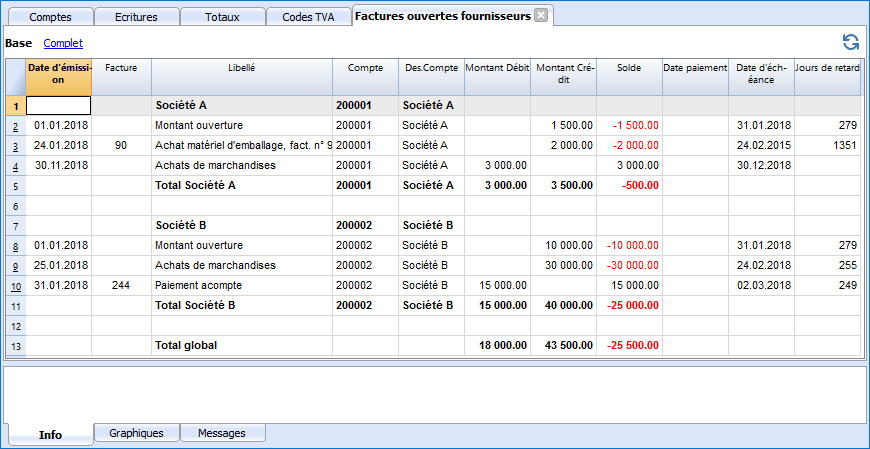 Comptes Ecritures Totaux Codes TVA Factures ouvertes fournisseurs
Base Complet
Date d'émissi-on Facture Libellé Compte Des.Compte Montant Débit Montant Cré-dit Solde Date paiement Date d'éch-éance Jours de retard
1 Société A 200001 Société A
2 01.01.2018 Montant ouverture 200001 Société A 1 500.00 -1 500.00 31.01.2018 279
3 24.01.2018 90 Achat matériel d'emballage, fact. n° 9 200001 Société A 2 000.00 -2 000.00 24.02.2015 1351
4 30.11.2018 Achats de marchandises 200001 Société A 3 000.00 3 000.00 30.12.2018
5 Total Société A 200001 Société A 3 000.00 3 500.00 -500.00
6
7 Société B 200002 Société B
8 01.01.2018 Montant ouverture 200002 Société B 10 000.00 -10 000.00 31.01.2018 279
9 25.01.2018 Achats de marchandises 200002 Société B 30 000.00 -30 000.00 24.02.2018 255
10 31.01.2018 244 Paiement acompte 200002 Société B 15 000.00 15 000.00 02.03.2018 249
11 Total Société B 200002 Société B 15 000.00 40 000.00 -25 000.00
12
13 Total global 18 000.00 43 500.00 -25 500.00
Info Graphiques Messages